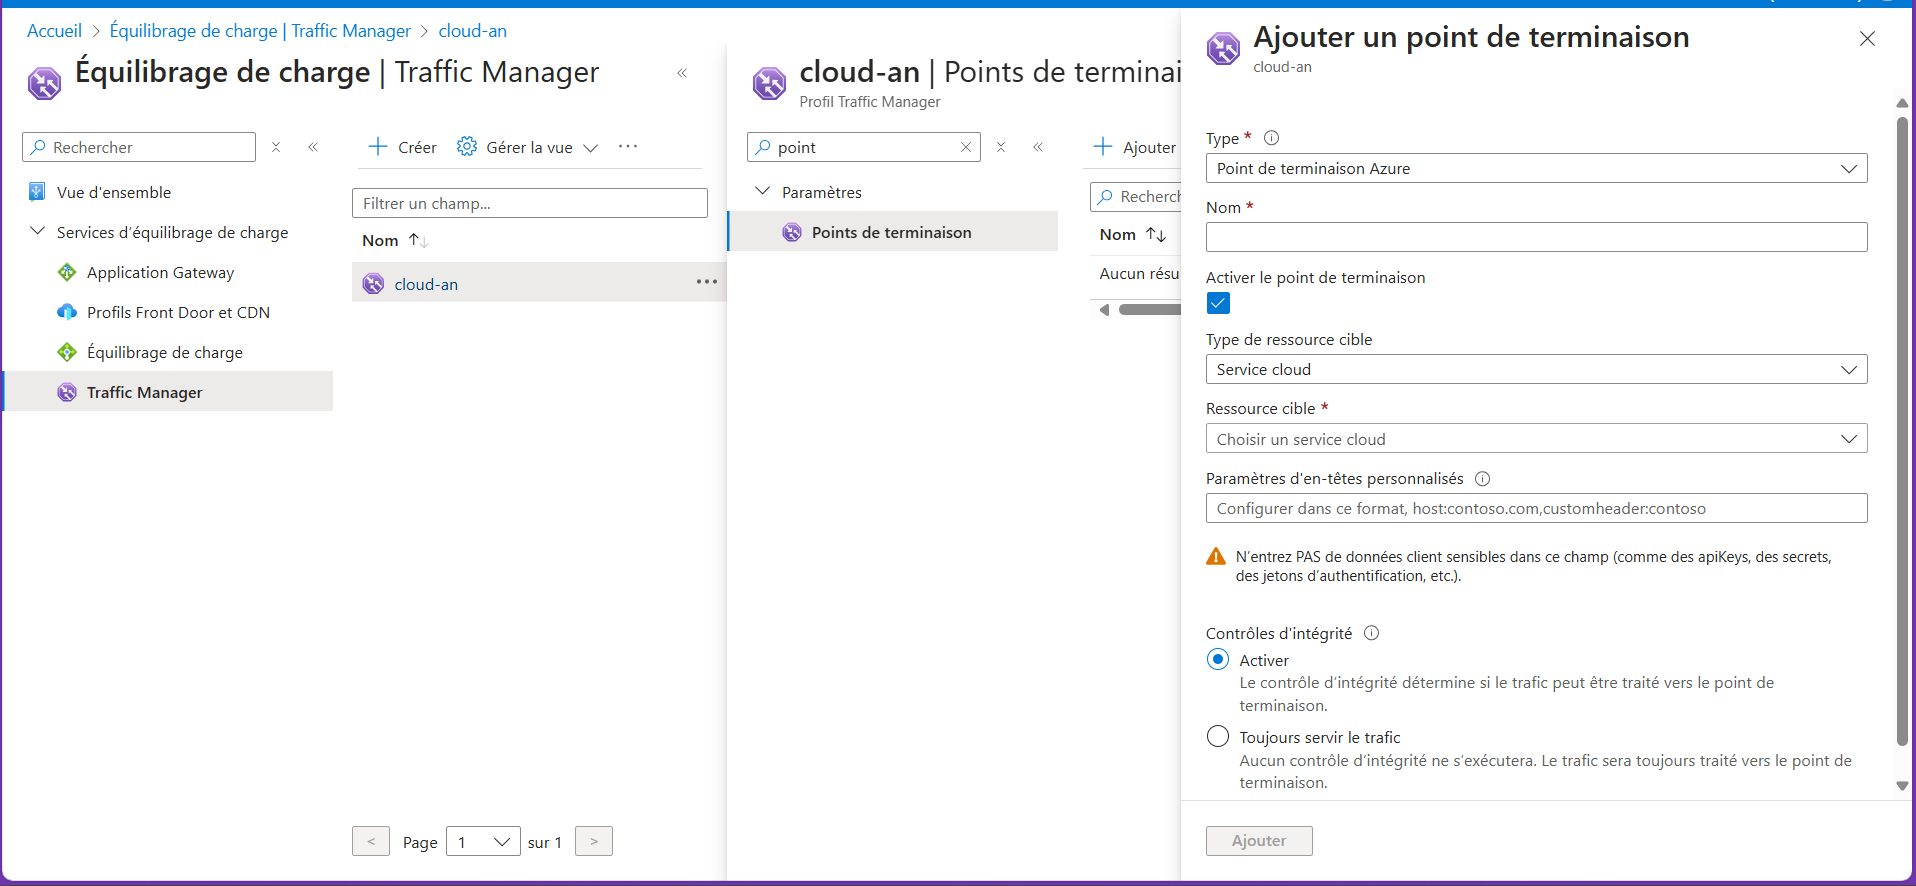 Accueil > Équilibrage de charge | Traffic Manager > cloud-an
Équilibrage de charge | Traffic Manager
Rechercher
Vue d'ensemble
Services d'équilibrage de charge
Application Gateway
Profils Front Door et CDN
Équilibrage de charge
Traffic Manager
Créer
Gérer la vue
Filtrer un champ...
Nom
cloud-an
< Page 1 sur 1 >
cloud-an | Points de terminai
Profil Traffic Manager
point
Paramètres
Points de terminaison
Ajouter
Recherch
Nom
Aucun résu
Ajouter un point de terminaison
cloud-an
Type *
Point de terminaison Azure
Nom *
Activer le point de terminaison
Type de ressource cible
Service cloud
Ressource cible *
Choisir un service cloud
Paramètres d'en-têtes personnalisés
Configurer dans ce format, host:contoso.com,customheader:contoso
N'entrez PAS de données client sensibles dans ce champ (comme des apiKeys, des secrets,
des jetons d'authentification, etc.).
Contrôles d'intégrité
Activer
Le contrôle d'intégrité détermine si le trafic peut être traité vers le point de
terminaison.
Toujours servir le trafic
Aucun contrôle d'intégrité ne s'exécutera. Le trafic sera toujours traité vers le point de
terminaison.
Ajouter